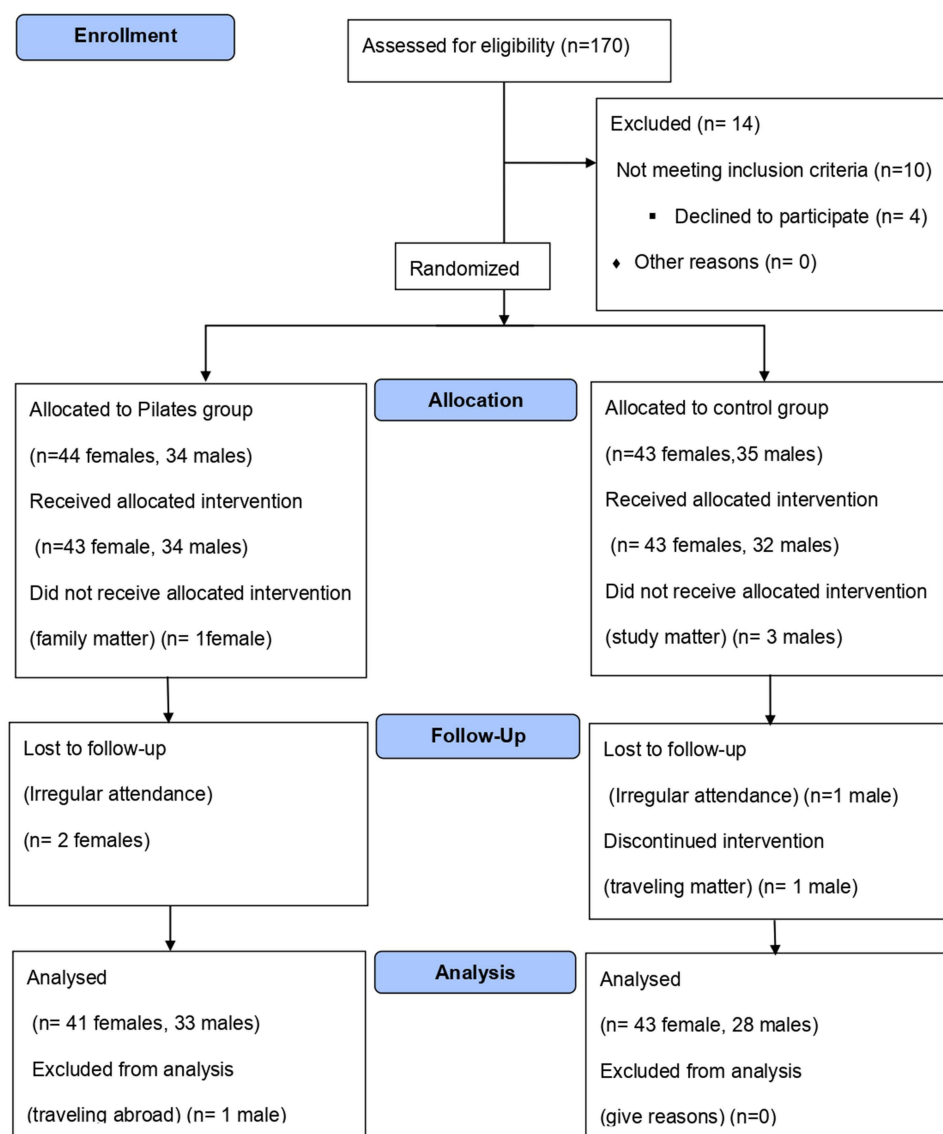 Enrollment
Assessed for eligibility (n=170)
Excluded (n= 14)
Not meeting inclusion criteria (n=10)
▪ Declined to participate (n= 4)
♦ Other reasons (n= 0)
Randomized
Allocation
Allocated to Pilates group
(n=44 females, 34 males)
Received allocated intervention
(n=43 female, 34 males)
Did not receive allocated intervention
(family matter) (n= 1female)
Allocated to control group
(n=43 females,35 males)
Received allocated intervention
(n= 43 females, 32 males)
Did not receive allocated intervention
(study matter) (n= 3 males)
Follow-Up
Lost to follow-up
(Irregular attendance)
(n= 2 females)
Lost to follow-up
(Irregular attendance) (n=1 male)
Discontinued intervention
(traveling matter) (n= 1 male)
Analysis
Analysed
(n= 41 females, 33 males)
Excluded from analysis
(traveling abroad) (n= 1 male)
Analysed
(n= 43 female, 28 males)
Excluded from analysis
(give reasons) (n=0)